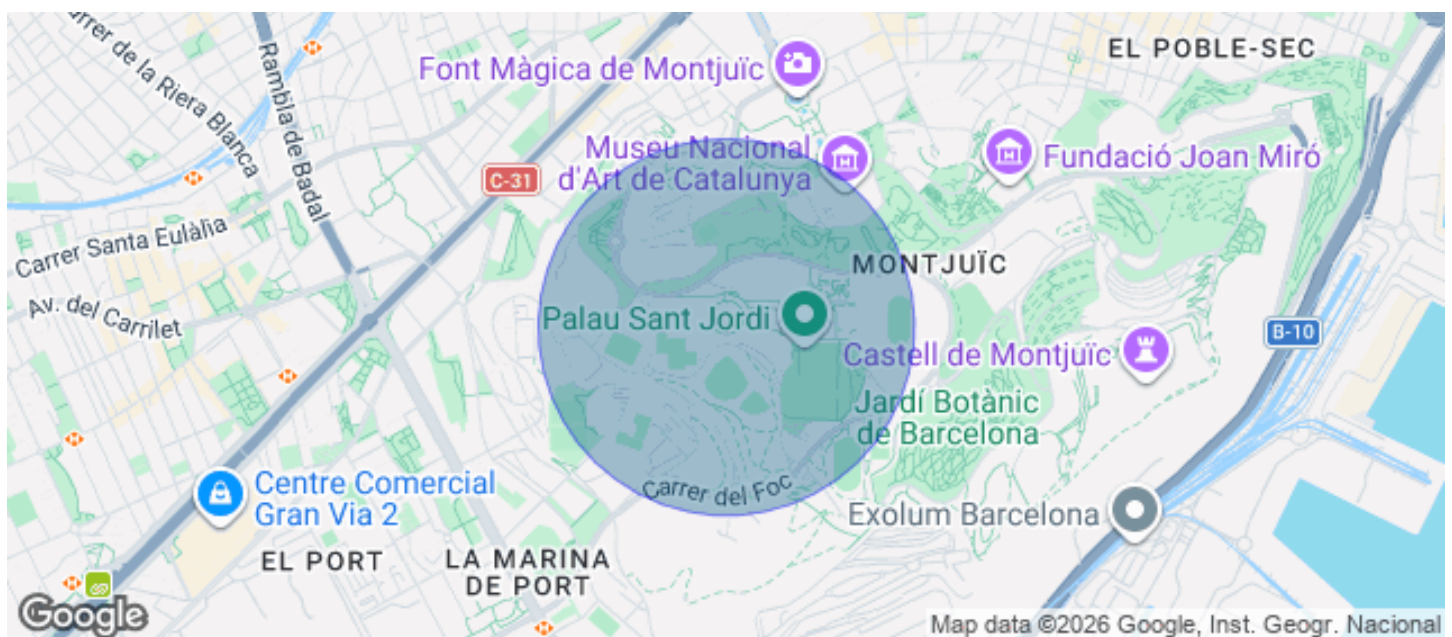 Carrer de la Riera Blanca
Rambla de Badal
Font Màgica de Montjuïc
EL POBLE-SEC
Museu Nacional
d'Art de Catalunya
Fundació Joan Miró
C-31
Carrer Santa Eulàlia
Av. del Carrilet
MONTJUÏC
Palau Sant Jordi
Castell de Montjuïc
B-10
Jardí Botànic
de Barcelona
Carrer del Foc
Centre Comercial
Gran Via 2
Exolum Barcelona
EL PORT
LA MARINA
DE PORT
Google
Map data ©2026 Google, Inst. Geogr. Nacional